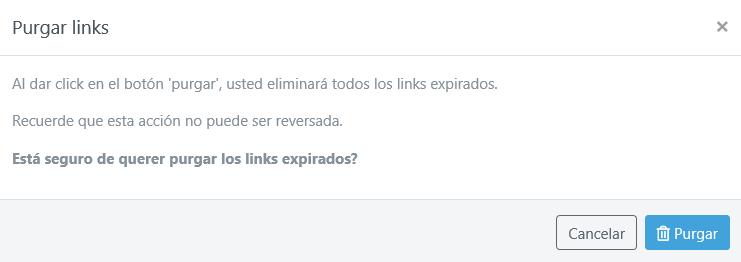 Purgar links
×
Al dar click en el botón 'purgar', usted eliminará todos los links expirados.
Recuerde que esta acción no puede ser reversada.
Está seguro de querer purgar los links expirados?
Cancelar
Purgar